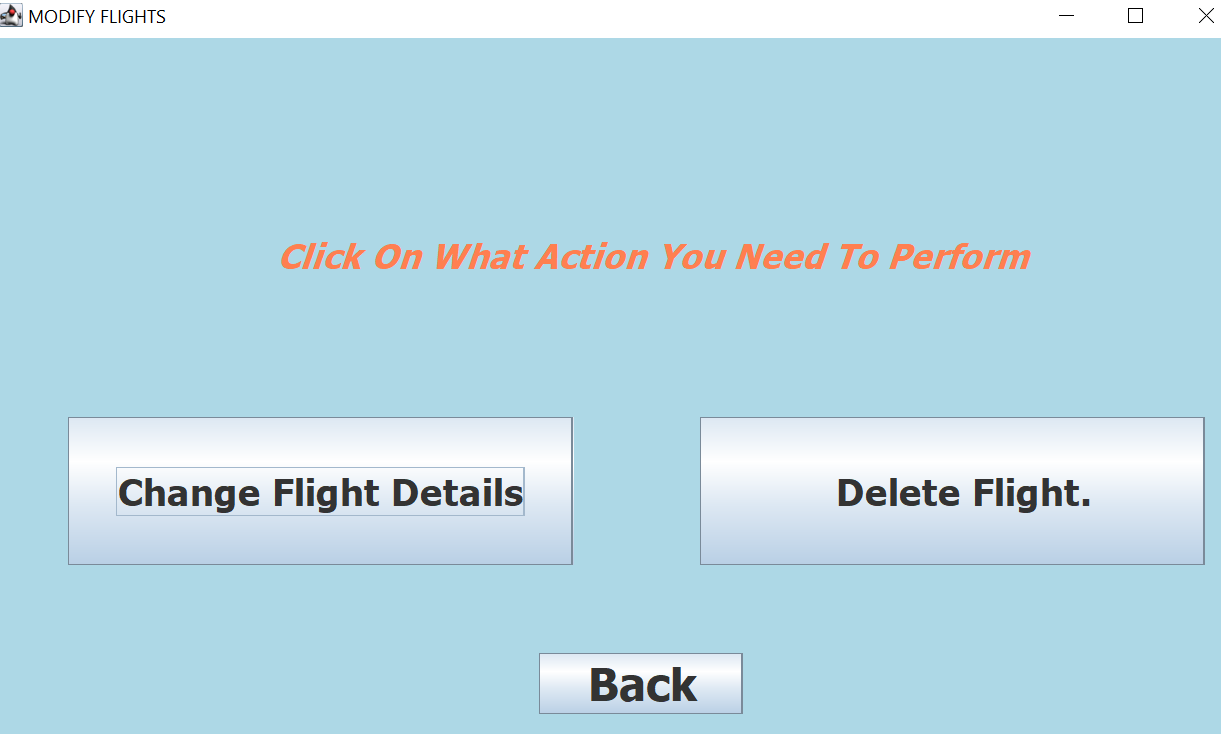 MODIFY FLIGHTS
Click On What Action You Need To Perform
Change Flight Details
Delete Flight.
Back